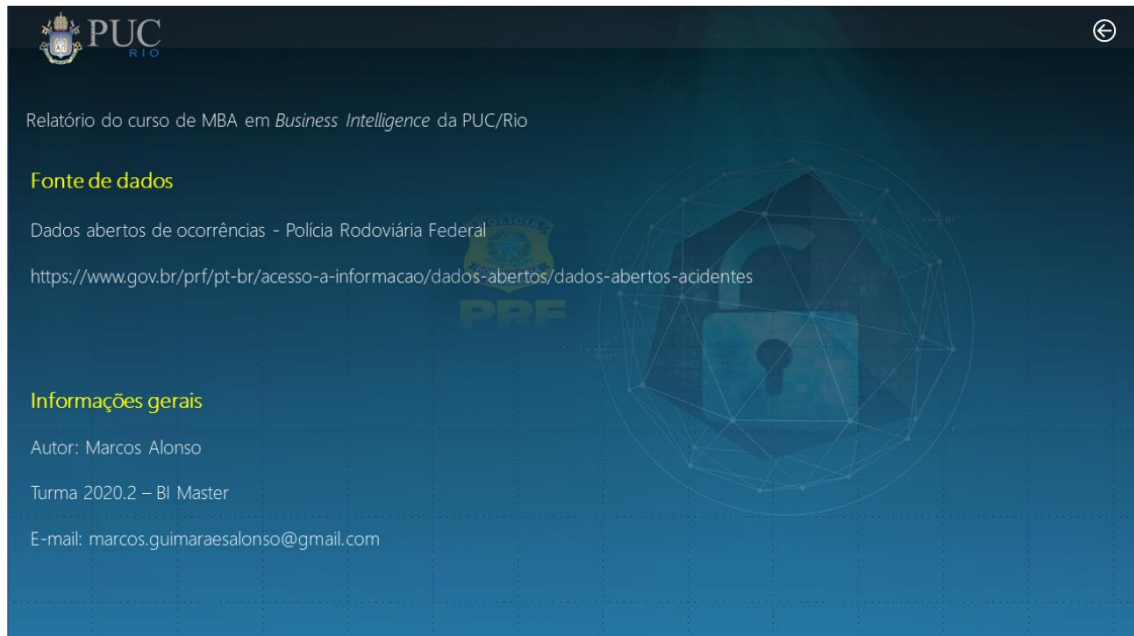 PUC
RIO
Relatório do curso de MBA em Business Intelligence da PUC/Rio
Fonte de dados
Dados abertos de ocorrências - Polícia Rodoviária Federal
https://www.gov.br/prf/pt-br/acesso-a-informacao/dados-abertos/dados-abertos-acidentes
POLÍCIA
PRF
Informações gerais
Autor: Marcos Alonso
Turma 2020.2 – BI Master
E-mail: marcos.guimaraesalonso@gmail.com